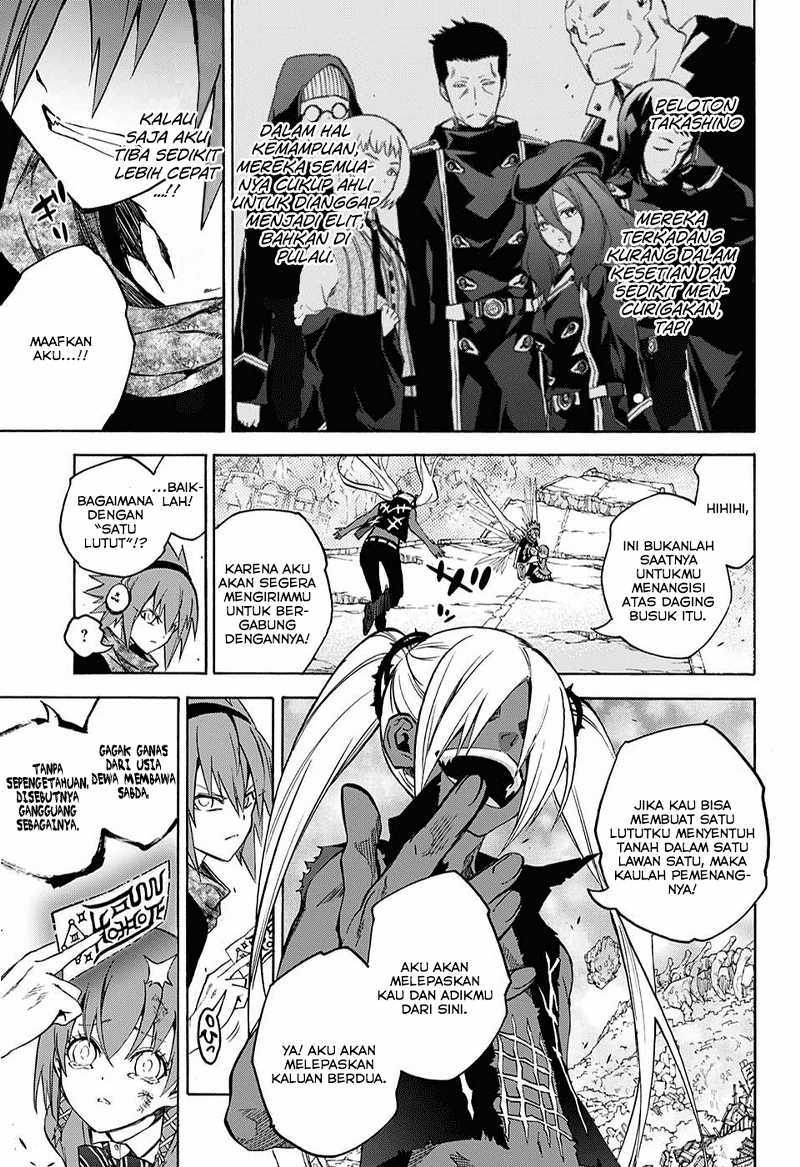 PELOTON
TAKASHINO
MEREKA
TERKADANG
KURANG DALAM
KESETIAN DAN
SEDIKIT MEN-
CURIGAKAN,
TAPI
DALAM HAL
KEMAMPUAN,
MEREKA SEMUA-
NYA CUKUP AHLI
UNTUK DIANGGAP
MENJADI ELIT,
BAHKAN DI
PULAU.
KALAU
SAJA AKU
TIBA SEDIKIT
LEBIH CEPAT
....!!
MAAFKAN
AKU...!!
HIHIHI,
INI BUKANLAH
SAATNYA
UNTUKMU
MENANGISI
ATAS DAGING
BUSUK ITU.
KARENA AKU
AKAN SEGERA
MENGIRIMMU
UNTUK BER-
GABUNG
DENGANNYA!
...BAIK-
LAH!
BAGAIMANA
DENGAN
"SATU
LUTUT"!?
?
JIKA KAU BISA
MEMBUAT SATU
LUTUTKU MENYENTUH
TANAH DALAM SATU
LAWAN SATU, MAKA
KAULAH PEMENANG-
NYA!
AKU AKAN
MELEPASKAN
KAU DAN ADIKMU
DARI SINI.
YA! AKU AKAN
MELEPASKAN
KALUAN BERDUA.
GAGAK GANAS
DARI USIA
DEWA MEMBAWA
SABDA.
TANPA
SEPENGETAHUAN,
DISEBUTNYA
GANGGUANG
SEBAGAINYA.